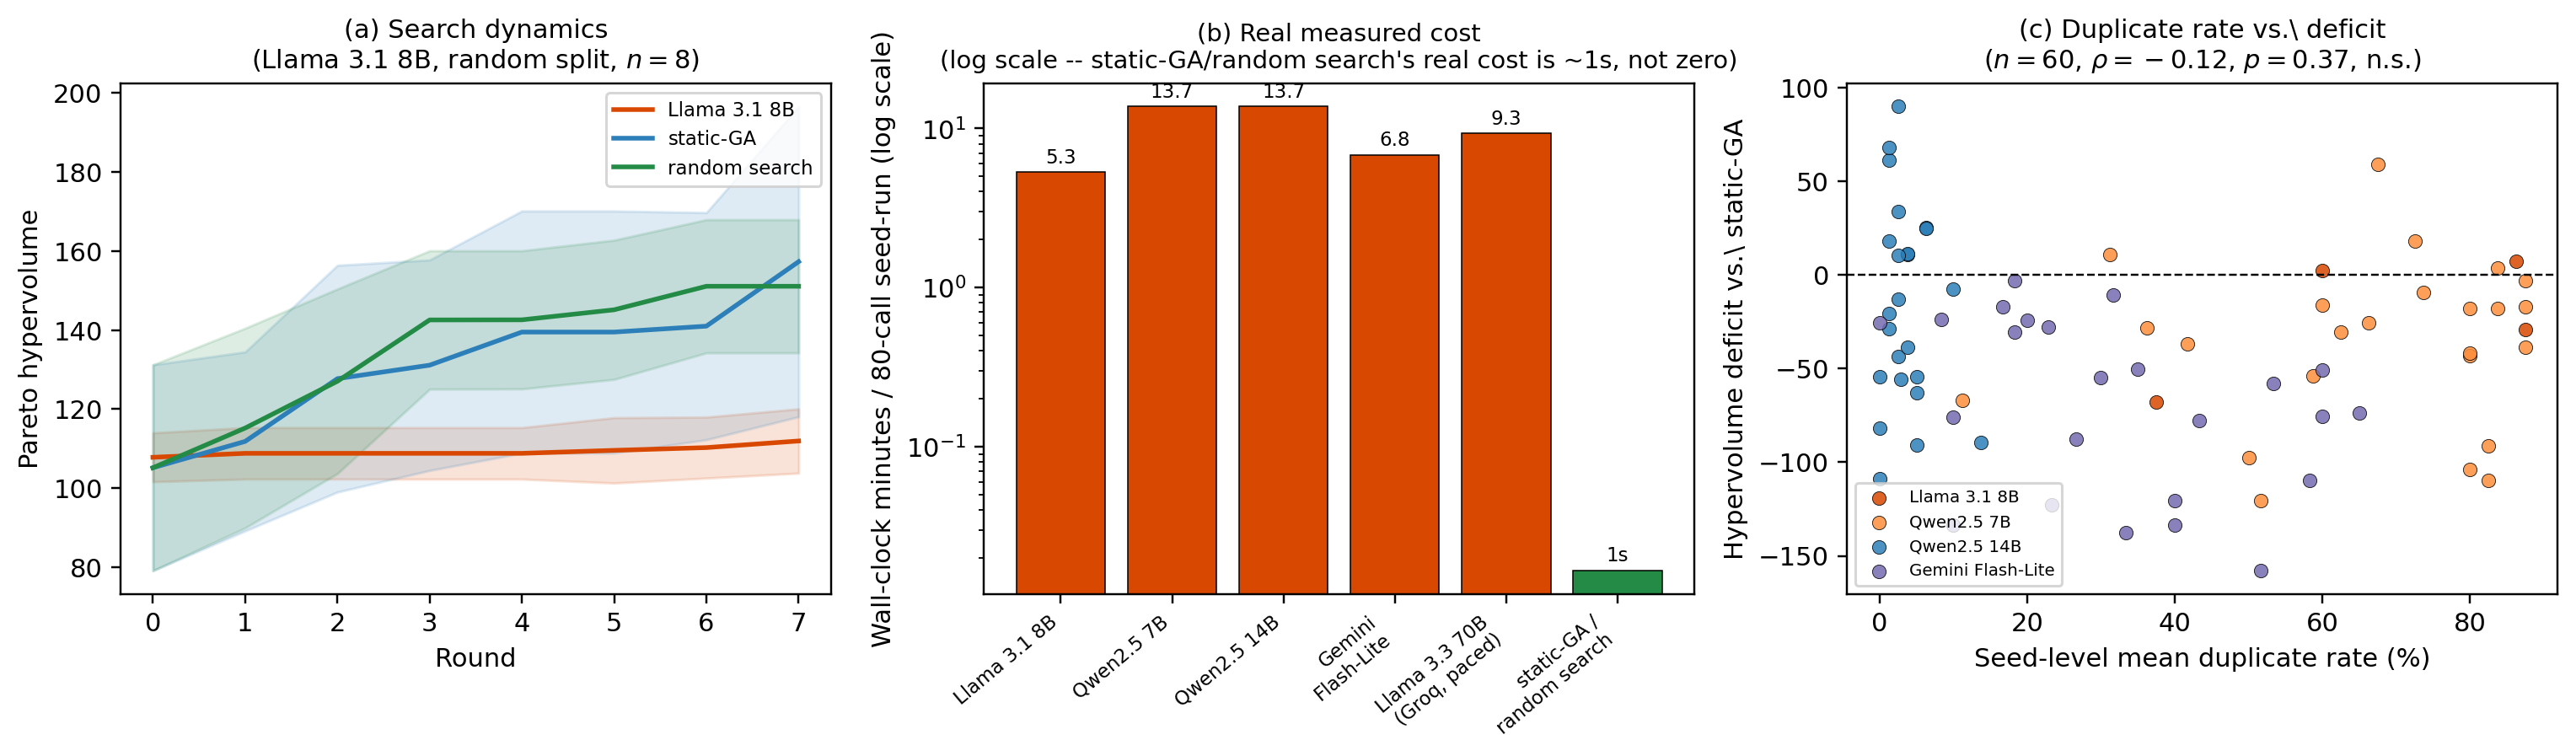 (a) Search dynamics
(Llama 3.1 8B, random split, n = 8)
Pareto hypervolume
200
180
160
140
120
100
80
0 1 2 3 4 5 6 7
Round
Llama 3.1 8B
static-GA
random search
(b) Real measured cost
(log scale -- static-GA/random search's real cost is ~1s, not zero)
Wall-clock minutes / 80-call seed-run (log scale)
10¹
10⁰
10⁻¹
5.3
13.7
13.7
6.8
9.3
1s
Llama 3.1 8B
Qwen2.5 7B
Qwen2.5 14B
Gemini
Flash-Lite
Llama 3.3 70B
(Groq, paced)
static-GA /
random search
(c) Duplicate rate vs.\ deficit
(n = 60, ρ = −0.12, p = 0.37, n.s.)
Hypervolume deficit vs.\ static-GA
100
50
0
−50
−100
−150
Llama 3.1 8B
Qwen2.5 7B
Qwen2.5 14B
Gemini Flash-Lite
0 20 40 60 80
Seed-level mean duplicate rate (%)